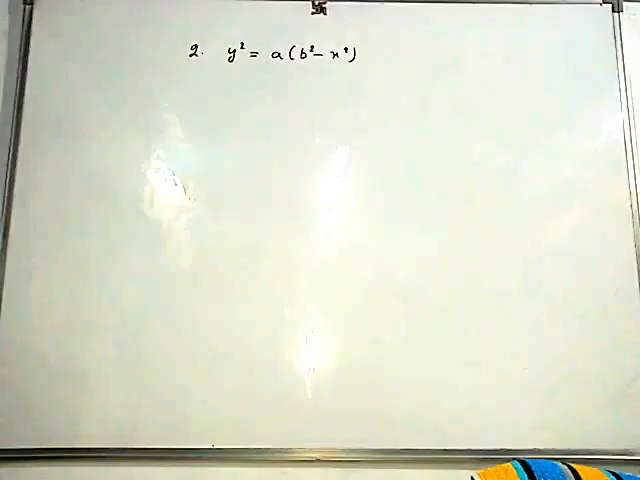 2. y² = a(b² - x²)